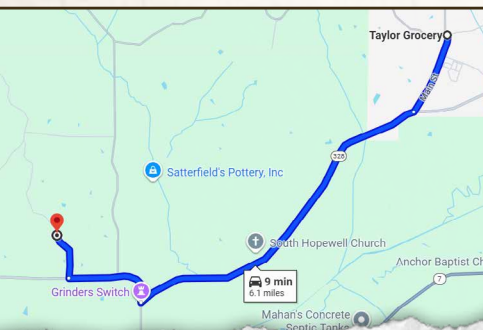 Taylor Grocery
Main St
328
Satterfield's Pottery, Inc
South Hopewell Church
Anchor Baptist Ch
7
9 min
6.1 miles
Grinders Switch
Mahan's Concrete
Septic Tanks